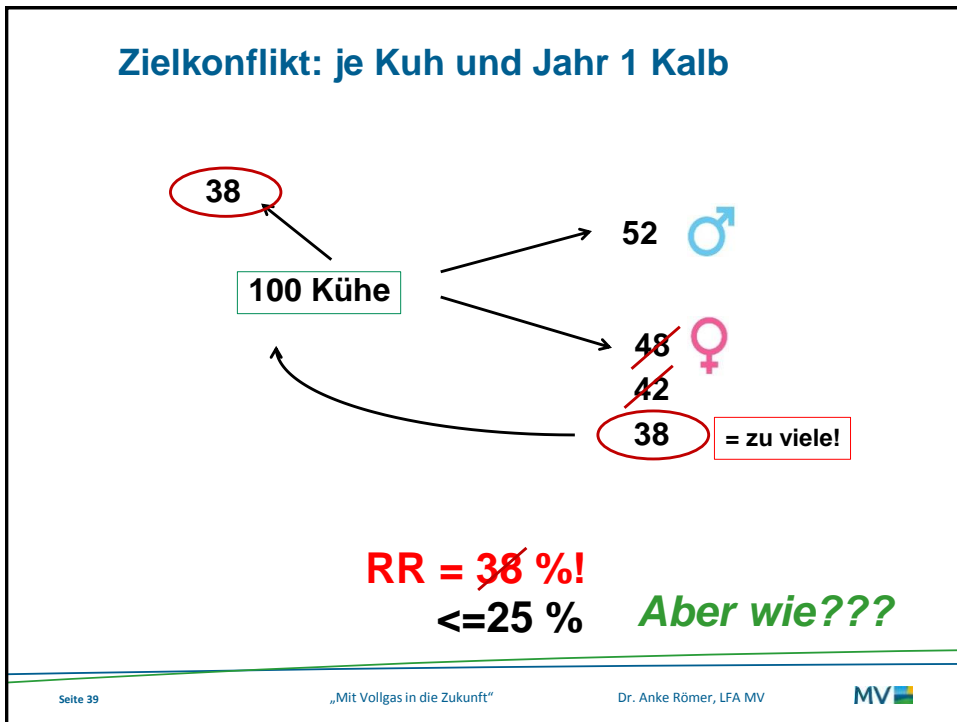 Zielkonflikt: je Kuh und Jahr 1 Kalb
38
52
100 Kühe
48
42
38 = zu viele!
RR = 38 %!
<=25 % Aber wie???
Seite 39 „Mit Vollgas in die Zukunft“ Dr. Anke Römer, LFA MV MV